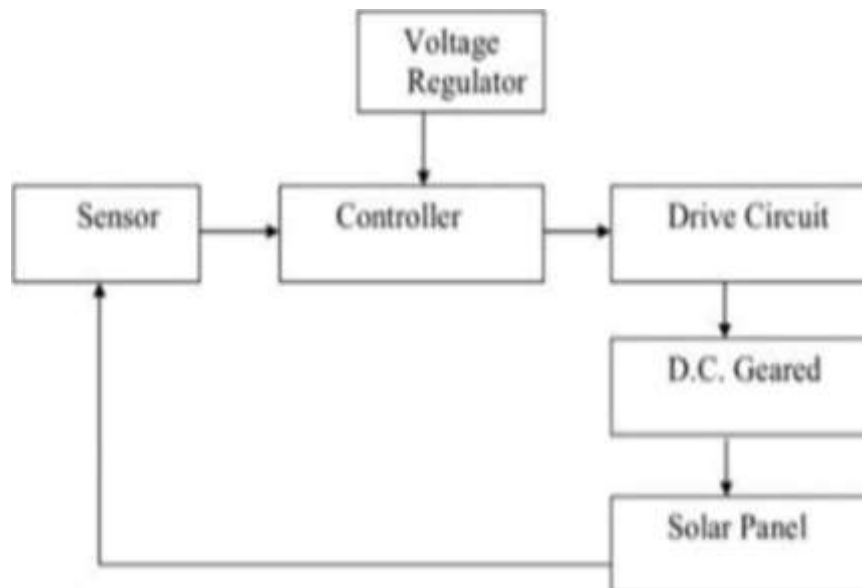 Voltage
Regulator
Sensor
Controller
Drive Circuit
D.C. Geared
Solar Panel